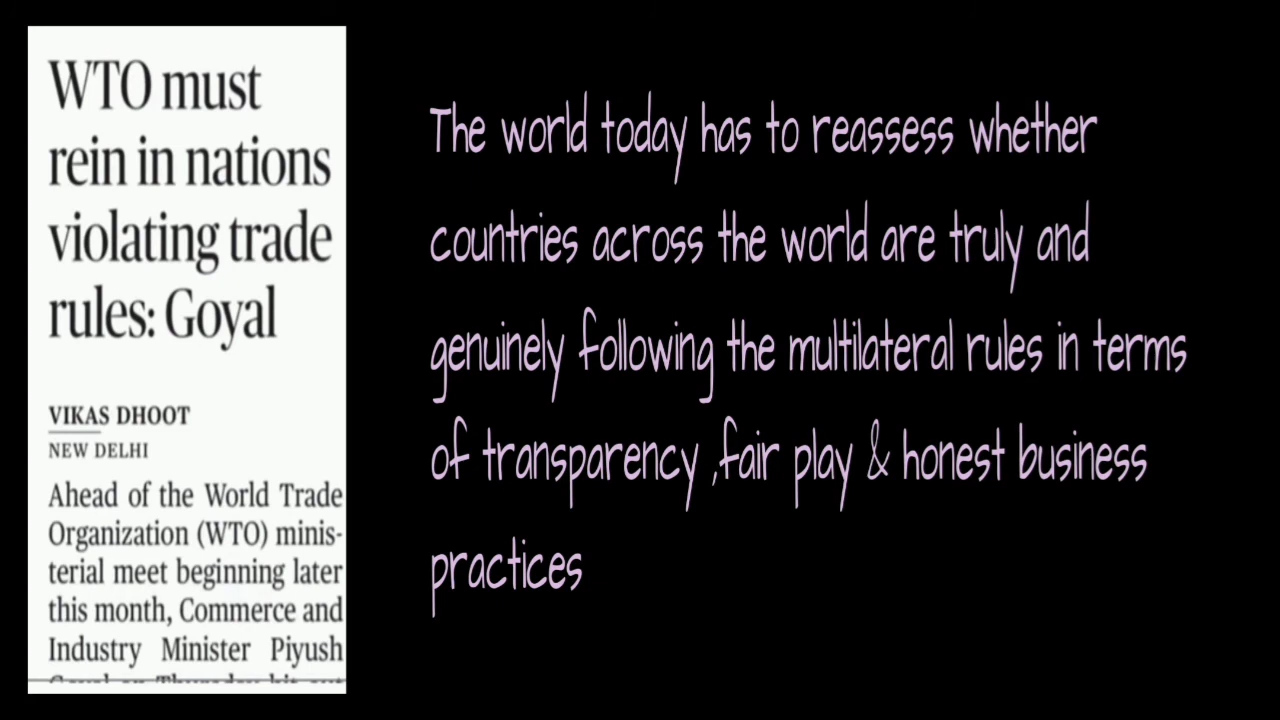 WTO must
rein in nations
violating trade
rules: Goyal
VIKAS DHOOT
NEW DELHI
Ahead of the World Trade
Organization (WTO) minis-
terial meet beginning later
this month, Commerce and
Industry Minister Piyush
The world today has to reassess whether
countries across the world are truly and
genuinely following the multilateral rules in terms
of transparency ,fair play & honest business
practices